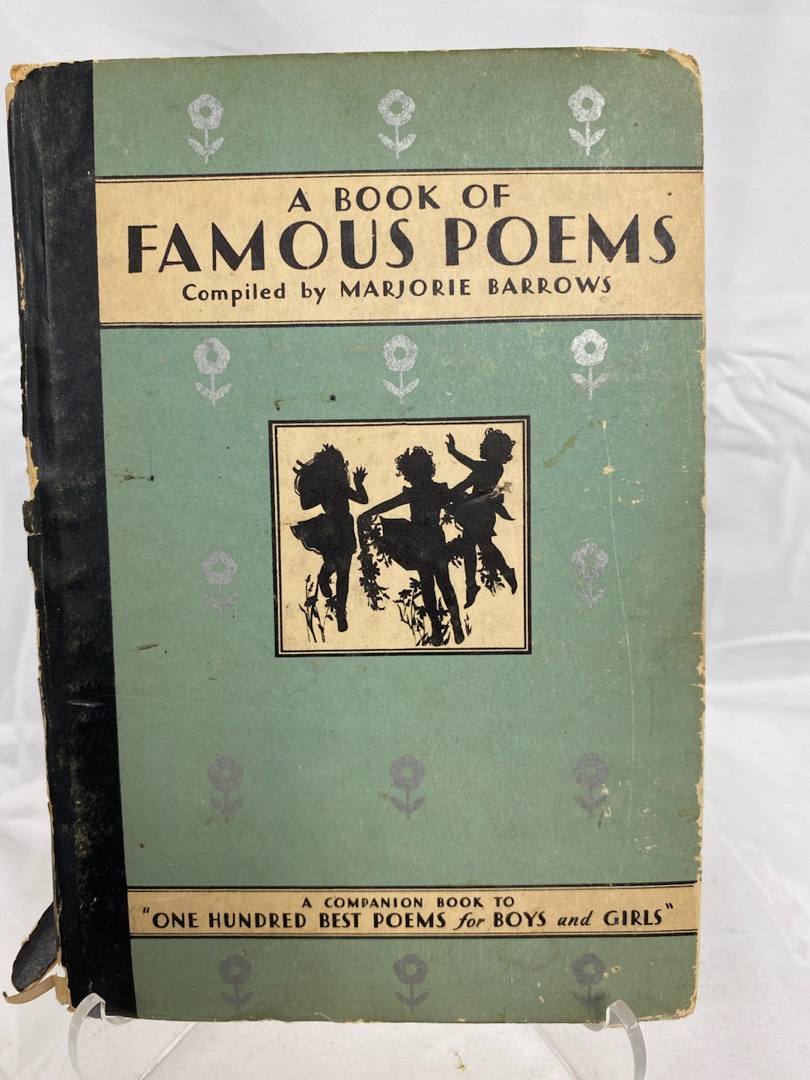 A BOOK OF
FAMOUS POEMS
Compiled by MARJORIE BARROWS
A COMPANION BOOK TO
"ONE HUNDRED BEST POEMS for BOYS and GIRLS"